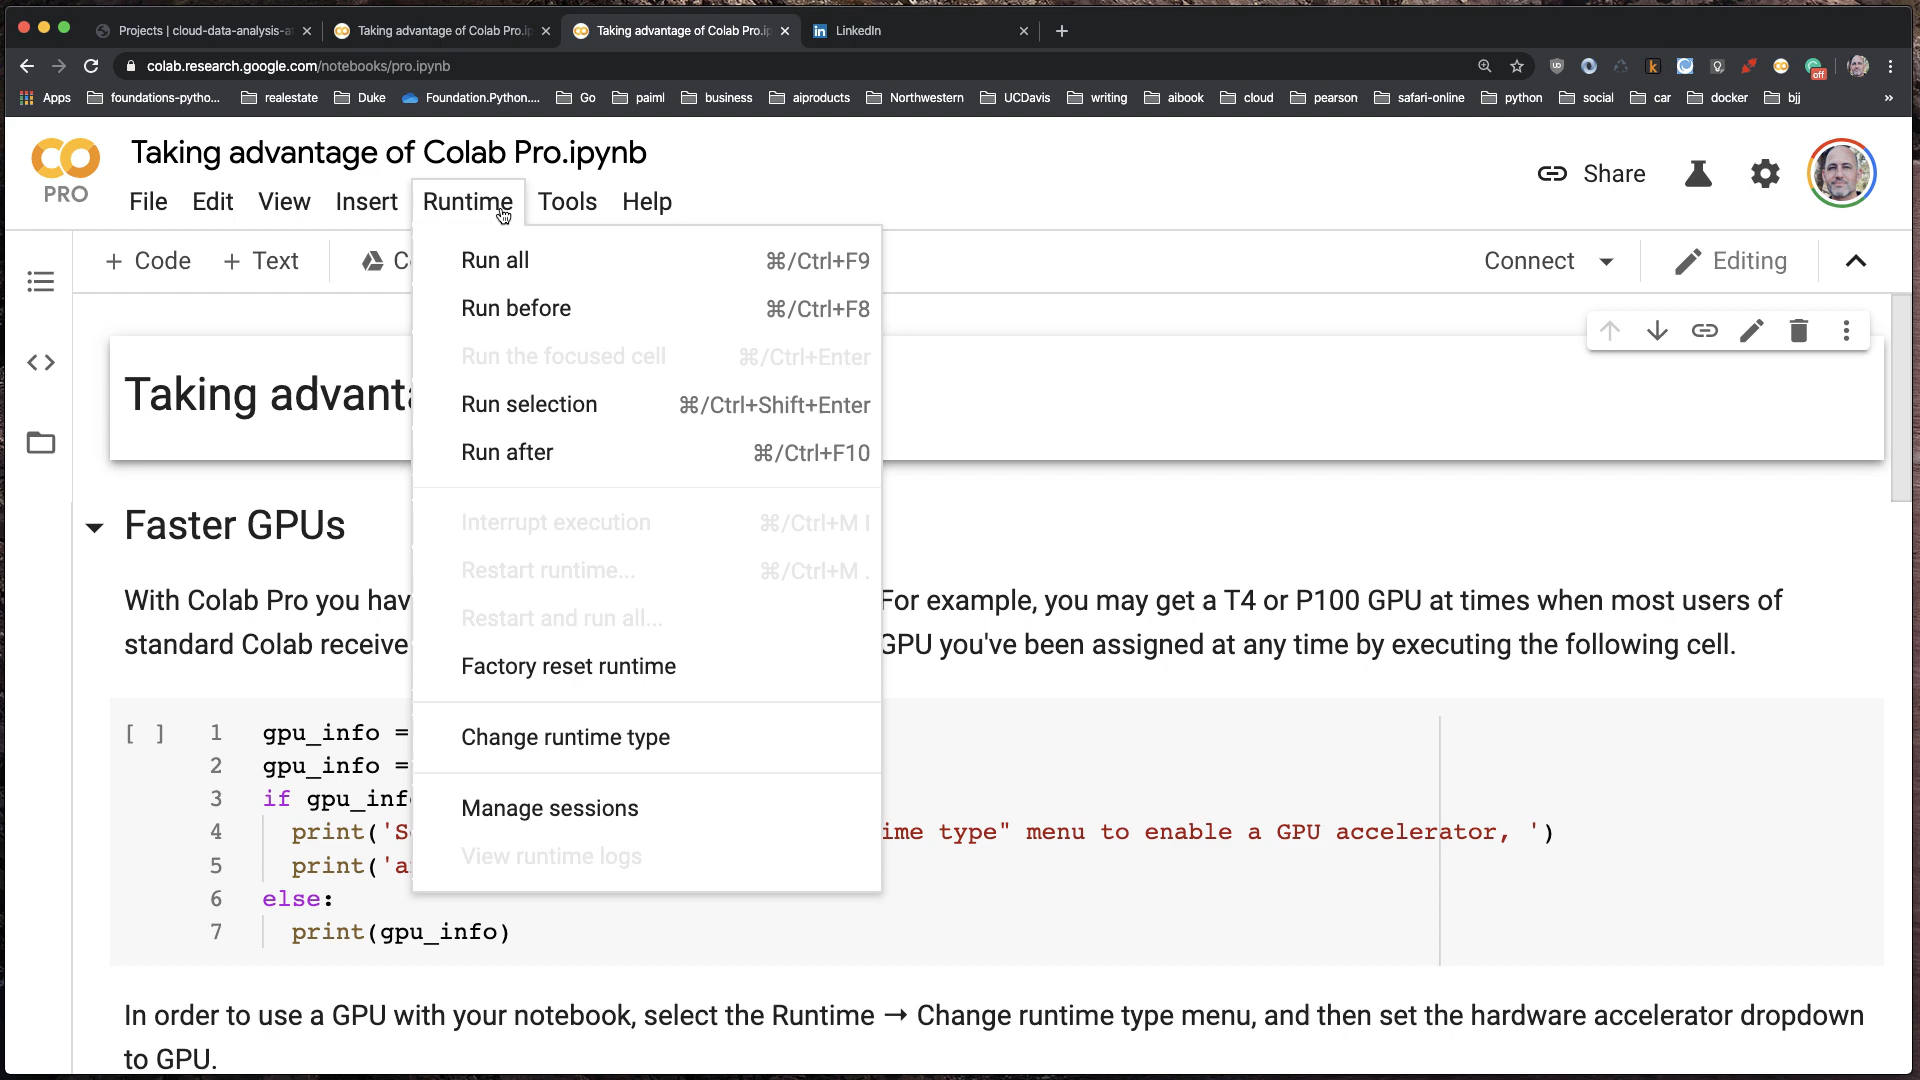 Projects | cloud-data-analysis-at
Taking advantage of Colab Pro.ip
Taking advantage of Colab Pro.ip
LinkedIn
colab.research.google.com/notebooks/pro.ipynb
off
Apps
foundations-pytho...
realestate
Duke
Foundation.Python....
Go
paiml
business
aiproducts
Northwestern
UCDavis
writing
aibook
cloud
pearson
safari-online
python
social
car
docker
bjj
»
PRO
Taking advantage of Colab Pro.ipynb
File Edit View Insert Runtime Tools Help
Share
+ Code + Text
C
Connect
Editing
Run all ⌘/Ctrl+F9
Run before ⌘/Ctrl+F8
Run the focused cell ⌘/Ctrl+Enter
Run selection ⌘/Ctrl+Shift+Enter
Run after ⌘/Ctrl+F10
Interrupt execution ⌘/Ctrl+M I
Restart runtime... ⌘/Ctrl+M .
Restart and run all...
Factory reset runtime
Change runtime type
Manage sessions
View runtime logs
Taking advanta
Faster GPUs
With Colab Pro you hav For example, you may get a T4 or P100 GPU at times when most users of
standard Colab receive GPU you've been assigned at any time by executing the following cell.
[ ]
1 gpu_info =
2 gpu_info =
3 if gpu_inf
4 print('S ime type" menu to enable a GPU accelerator, ')
5 print('a
6 else:
7 print(gpu_info)
In order to use a GPU with your notebook, select the Runtime → Change runtime type menu, and then set the hardware accelerator dropdown
to GPU.